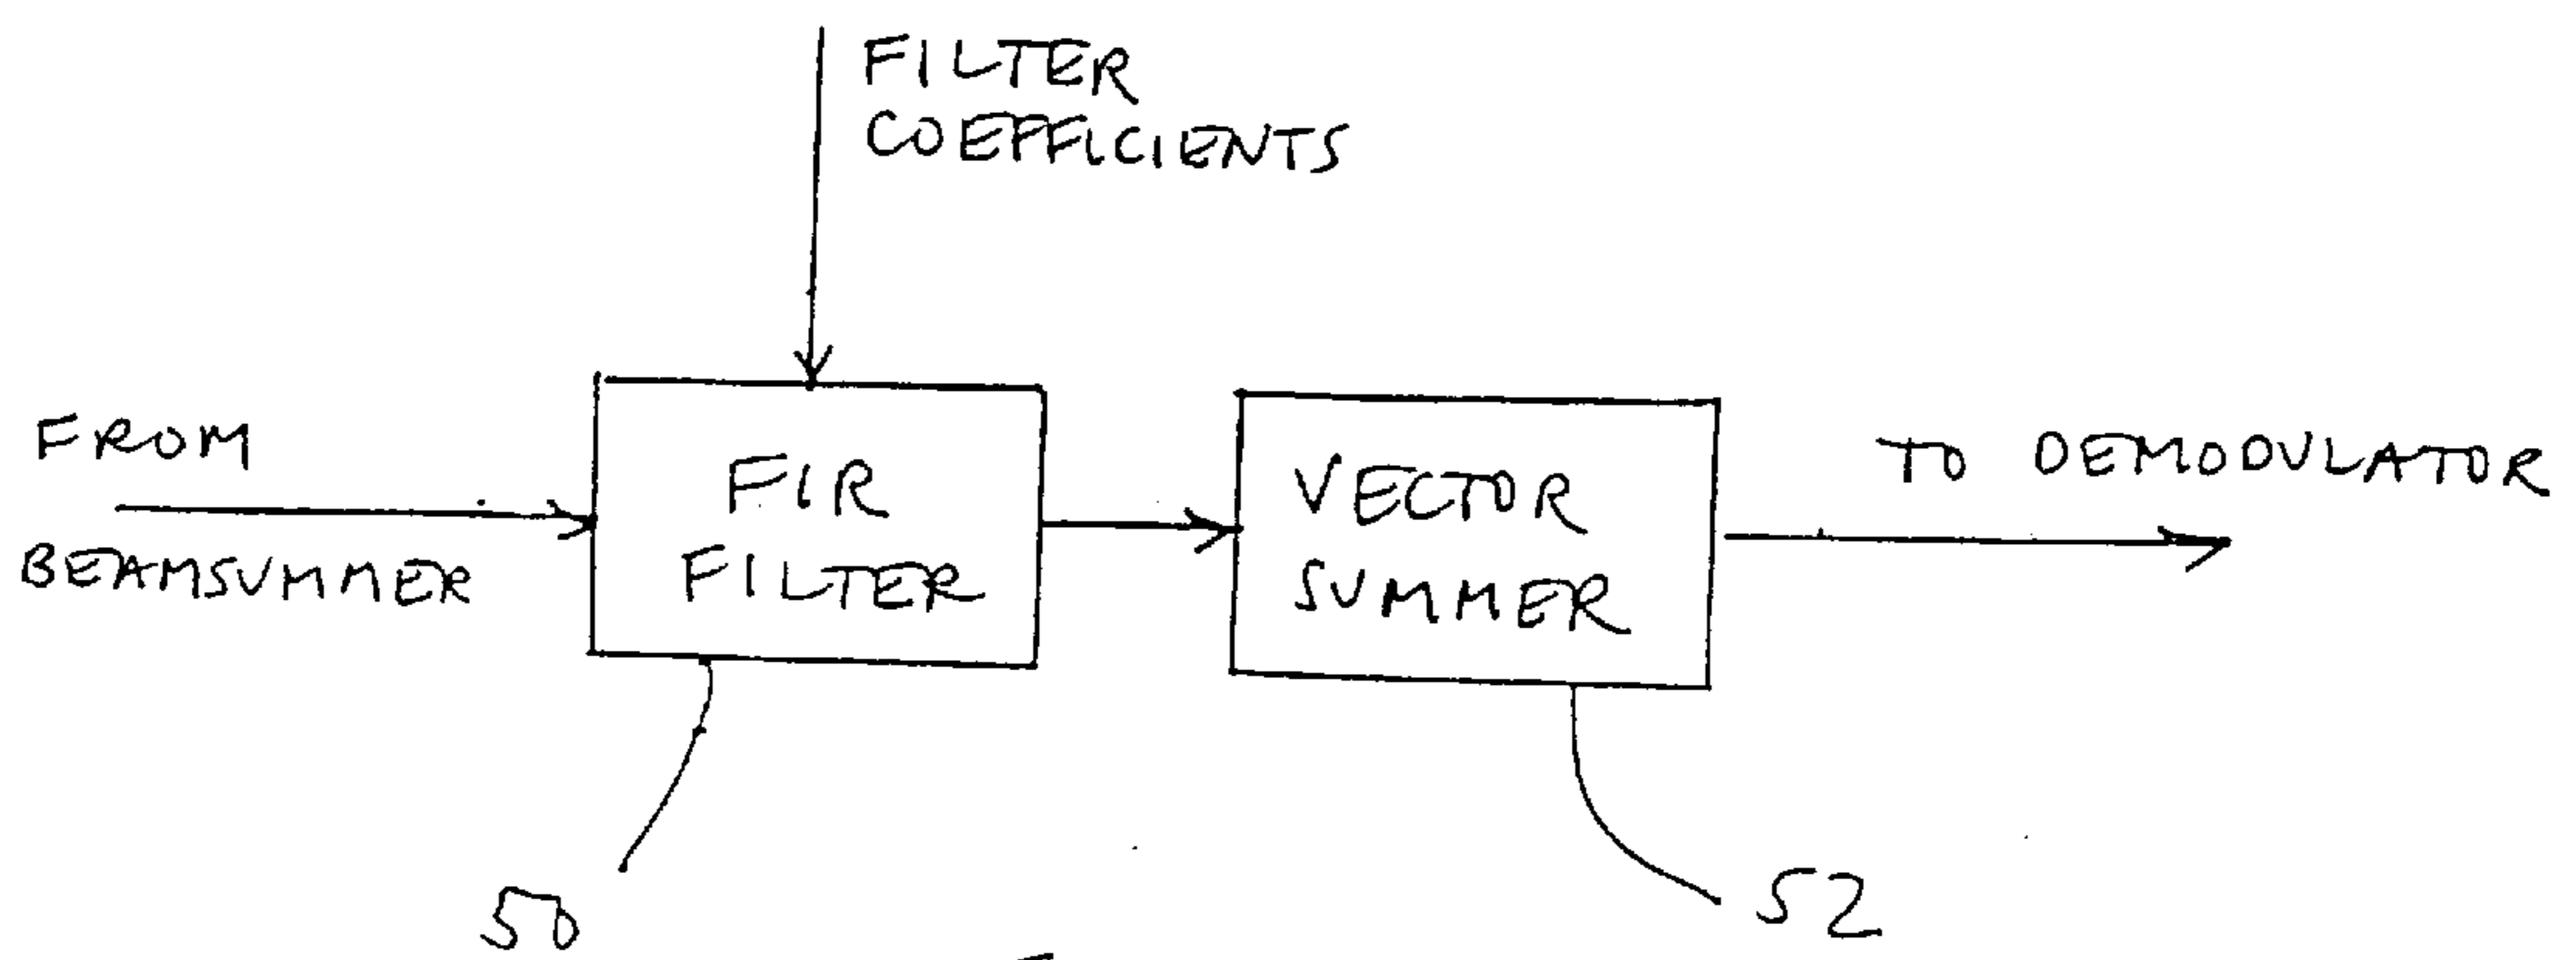 FILTER
COEFFICIENTS
FROM
BEAMSUMMER
FIR
FILTER
VECTOR
SUMMER
TO DEMODULATOR
50
52